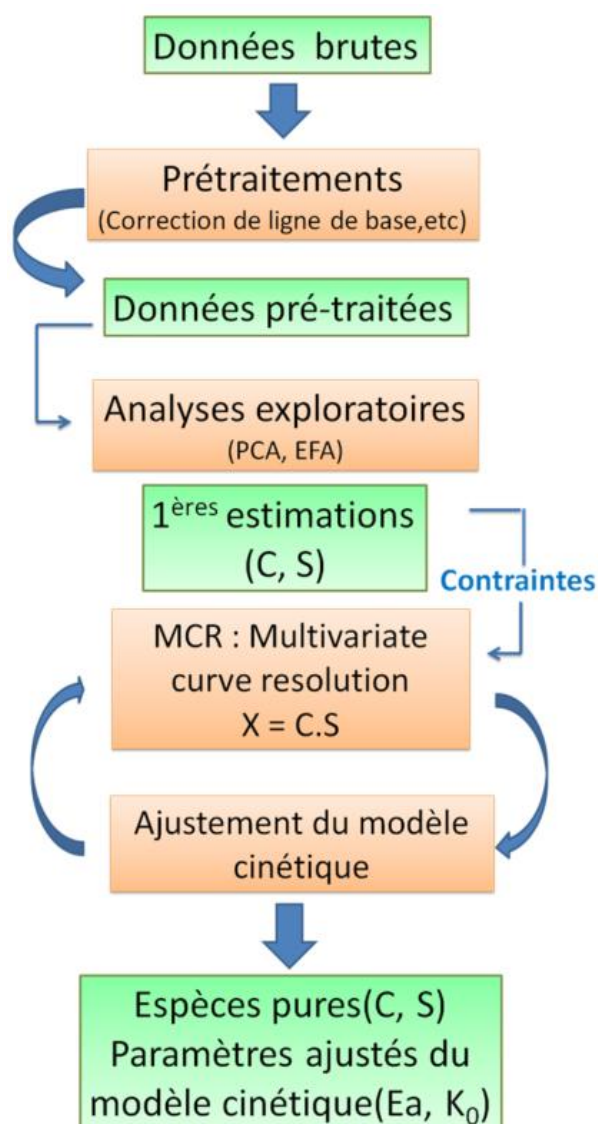 Données brutes
Prétraitements
(Correction de ligne de base,etc)
Données pré-traitées
Analyses exploratoires
(PCA, EFA)
1ères estimations
(C, S)
Contraintes
MCR : Multivariate
curve resolution
X = C.S
Ajustement du modèle
cinétique
Espèces pures(C, S)
Paramètres ajustés du
modèle cinétique(Ea, K₀)